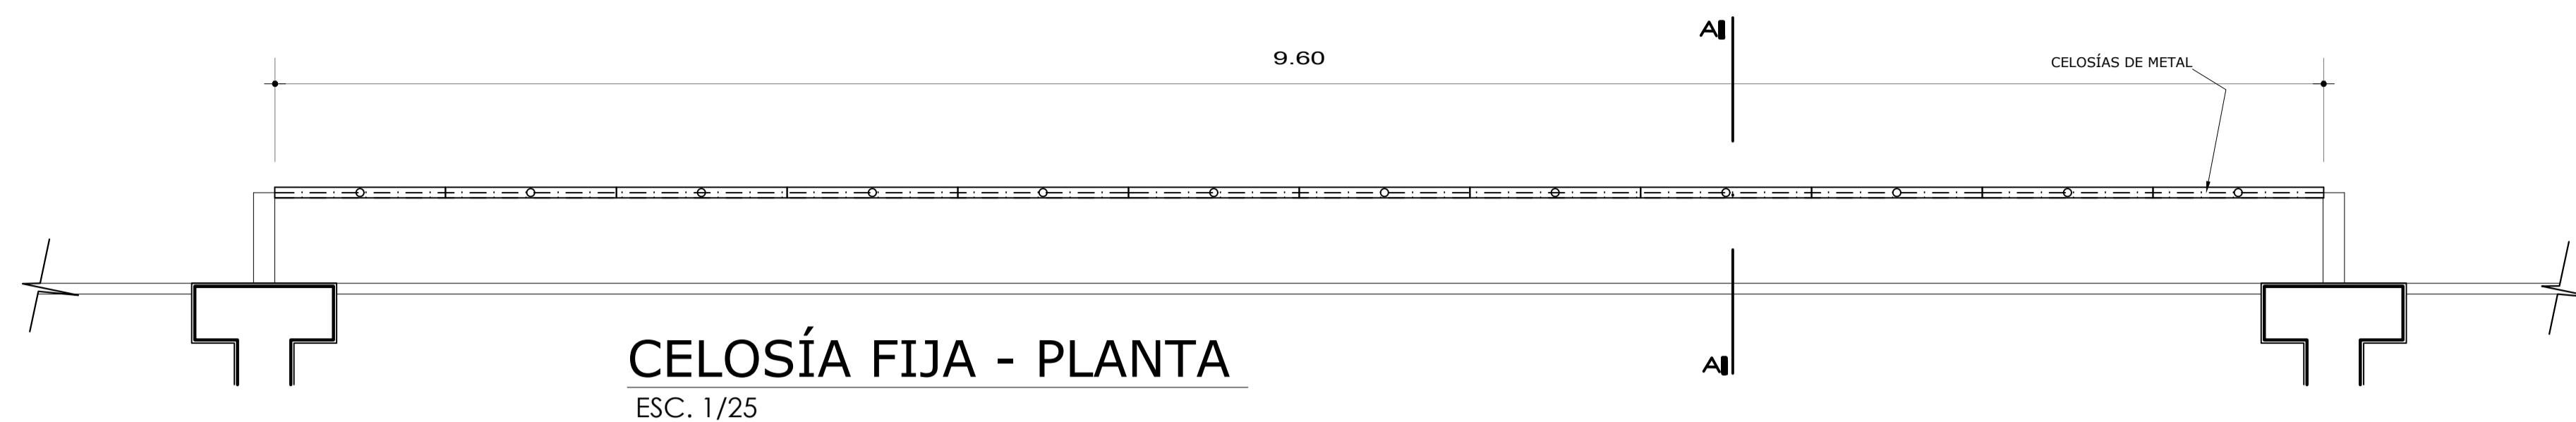 A
9.60
CELOSÍAS DE METAL
A
CELOSÍA FIJA - PLANTA
ESC. 1/25